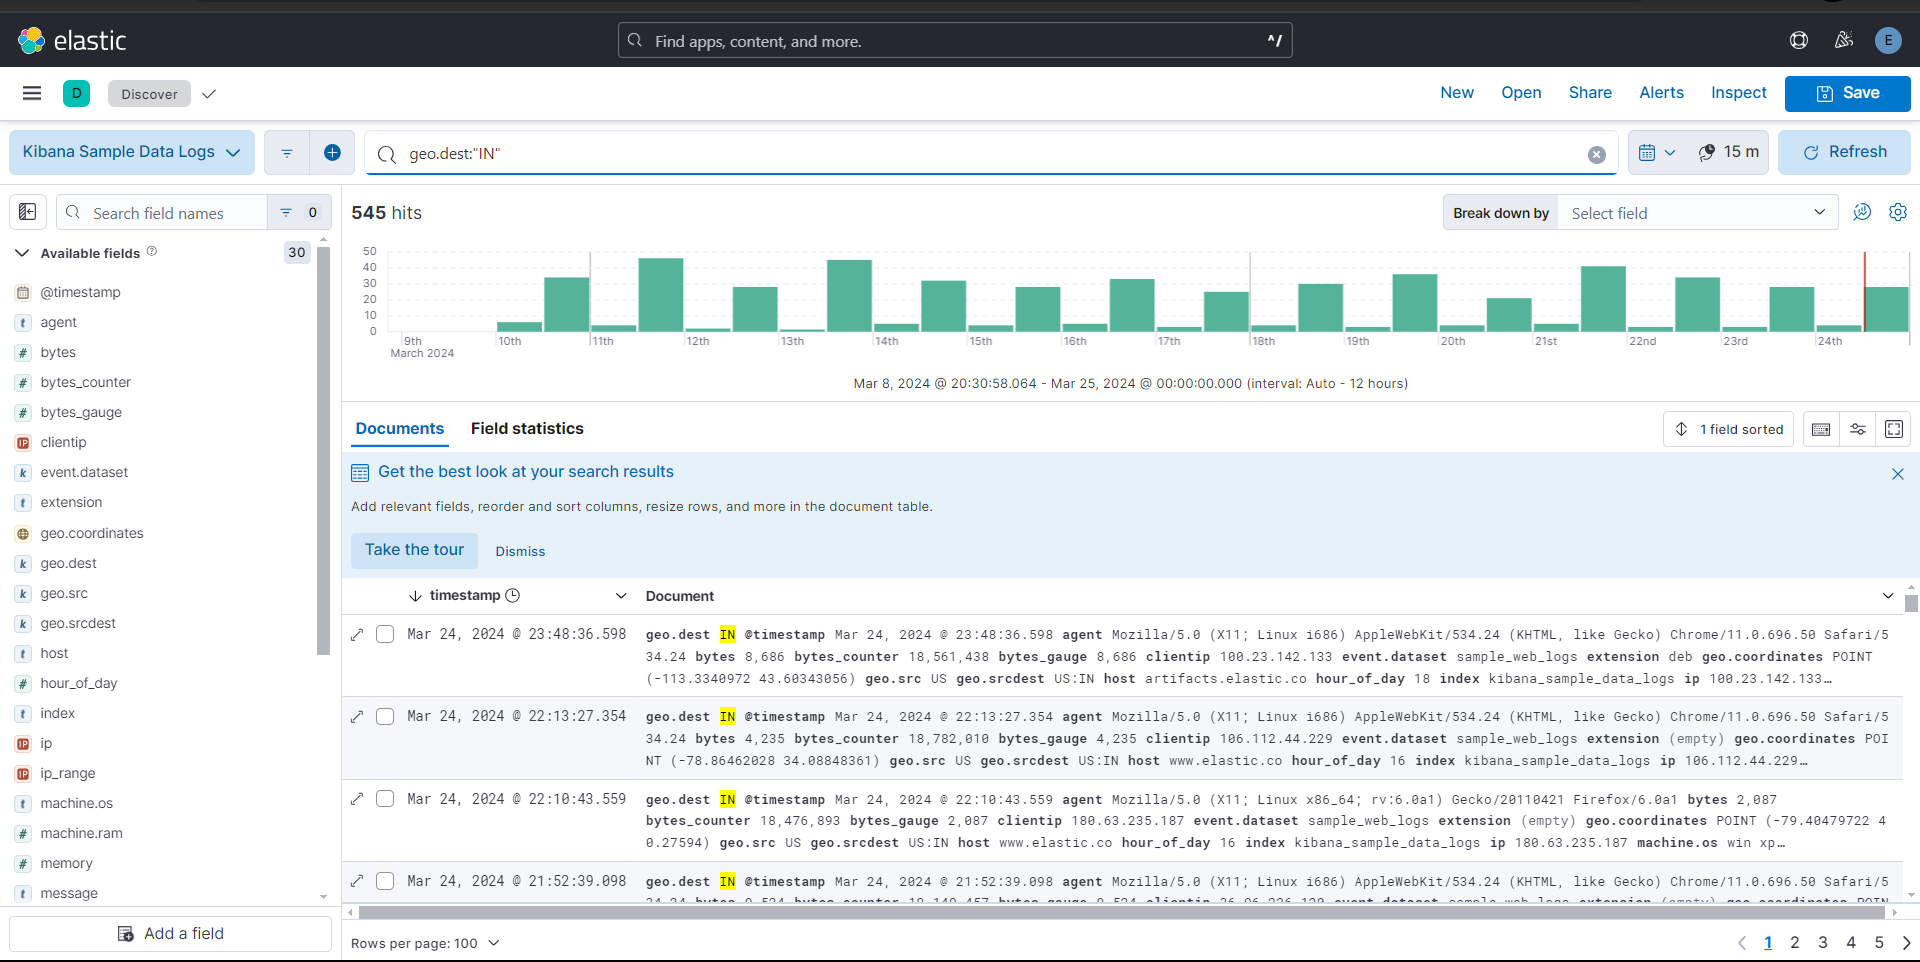 elastic
Find apps, content, and more.
^/
E
D
Discover
New
Open
Share
Alerts
Inspect
Save
Kibana Sample Data Logs
geo.dest:"IN"
15 m
Refresh
Search field names
0
545 hits
Break down by
Select field
Available fields
30
@timestamp
agent
bytes
bytes_counter
bytes_gauge
clientip
event.dataset
extension
geo.coordinates
geo.dest
geo.src
geo.srcdest
host
hour_of_day
index
ip
ip_range
machine.os
machine.ram
memory
message
Add a field
50
40
30
20
10
0
9th
10th
11th
12th
13th
14th
15th
16th
17th
18th
19th
20th
21st
22nd
23rd
24th
March 2024
Mar 8, 2024 @ 20:30:58.064 - Mar 25, 2024 @ 00:00:00.000 (interval: Auto - 12 hours)
Documents
Field statistics
1 field sorted
Get the best look at your search results
Add relevant fields, reorder and sort columns, resize rows, and more in the document table.
Take the tour
Dismiss
timestamp
Document
Mar 24, 2024 @ 23:48:36.598
geo.dest IN @timestamp Mar 24, 2024 @ 23:48:36.598 agent Mozilla/5.0 (X11; Linux i686) AppleWebKit/534.24 (KHTML, like Gecko) Chrome/11.0.696.50 Safari/5
34.24 bytes 8,686 bytes_counter 18,561,438 bytes_gauge 8,686 clientip 100.23.142.133 event.dataset sample_web_logs extension deb geo.coordinates POINT
(-113.3340972 43.60343056) geo.src US geo.srcdest US:IN host artifacts.elastic.co hour_of_day 18 index kibana_sample_data_logs ip 100.23.142.133…
Mar 24, 2024 @ 22:13:27.354
geo.dest IN @timestamp Mar 24, 2024 @ 22:13:27.354 agent Mozilla/5.0 (X11; Linux i686) AppleWebKit/534.24 (KHTML, like Gecko) Chrome/11.0.696.50 Safari/5
34.24 bytes 4,235 bytes_counter 18,782,010 bytes_gauge 4,235 clientip 106.112.44.229 event.dataset sample_web_logs extension (empty) geo.coordinates POI
NT (-78.86462028 34.08848361) geo.src US geo.srcdest US:IN host www.elastic.co hour_of_day 16 index kibana_sample_data_logs ip 106.112.44.229…
Mar 24, 2024 @ 22:10:43.559
geo.dest IN @timestamp Mar 24, 2024 @ 22:10:43.559 agent Mozilla/5.0 (X11; Linux x86_64; rv:6.0a1) Gecko/20110421 Firefox/6.0a1 bytes 2,087
bytes_counter 18,476,893 bytes_gauge 2,087 clientip 180.63.235.187 event.dataset sample_web_logs extension (empty) geo.coordinates POINT (-79.40479722 4
0.27594) geo.src US geo.srcdest US:IN host www.elastic.co hour_of_day 16 index kibana_sample_data_logs ip 180.63.235.187 machine.os win xp…
Mar 24, 2024 @ 21:52:39.098
geo.dest IN @timestamp Mar 24, 2024 @ 21:52:39.098 agent Mozilla/5.0 (X11; Linux i686) AppleWebKit/534.24 (KHTML, like Gecko) Chrome/11.0.696.50 Safari/5
Rows per page: 100
1
2
3
4
5